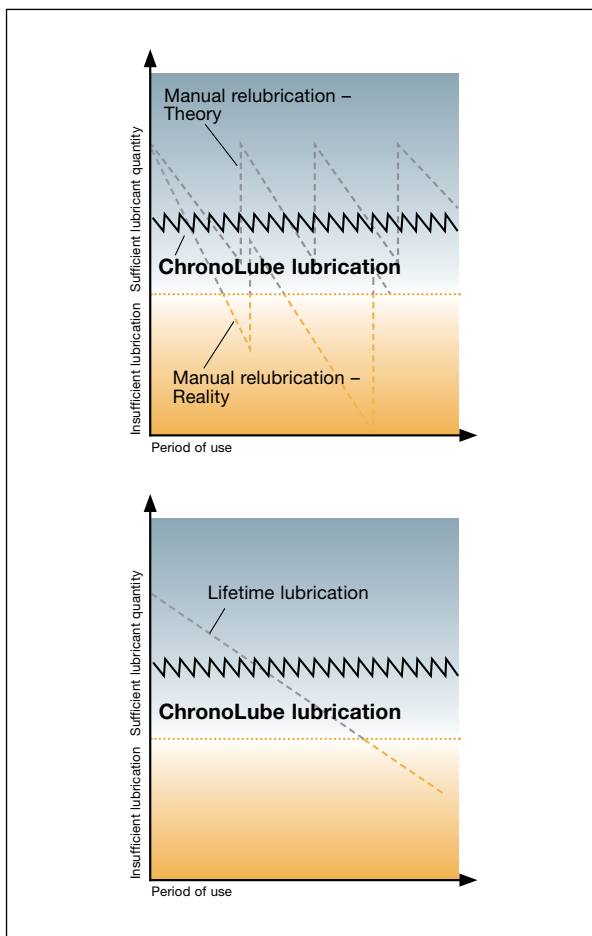 Manual relubrication –
Theory
Sufficient lubricant quantity
ChronoLube lubrication
Insufficient lubrication
Manual relubrication –
Reality
Period of use
Lifetime lubrication
Sufficient lubricant quantity
ChronoLube lubrication
Insufficient lubrication
Period of use